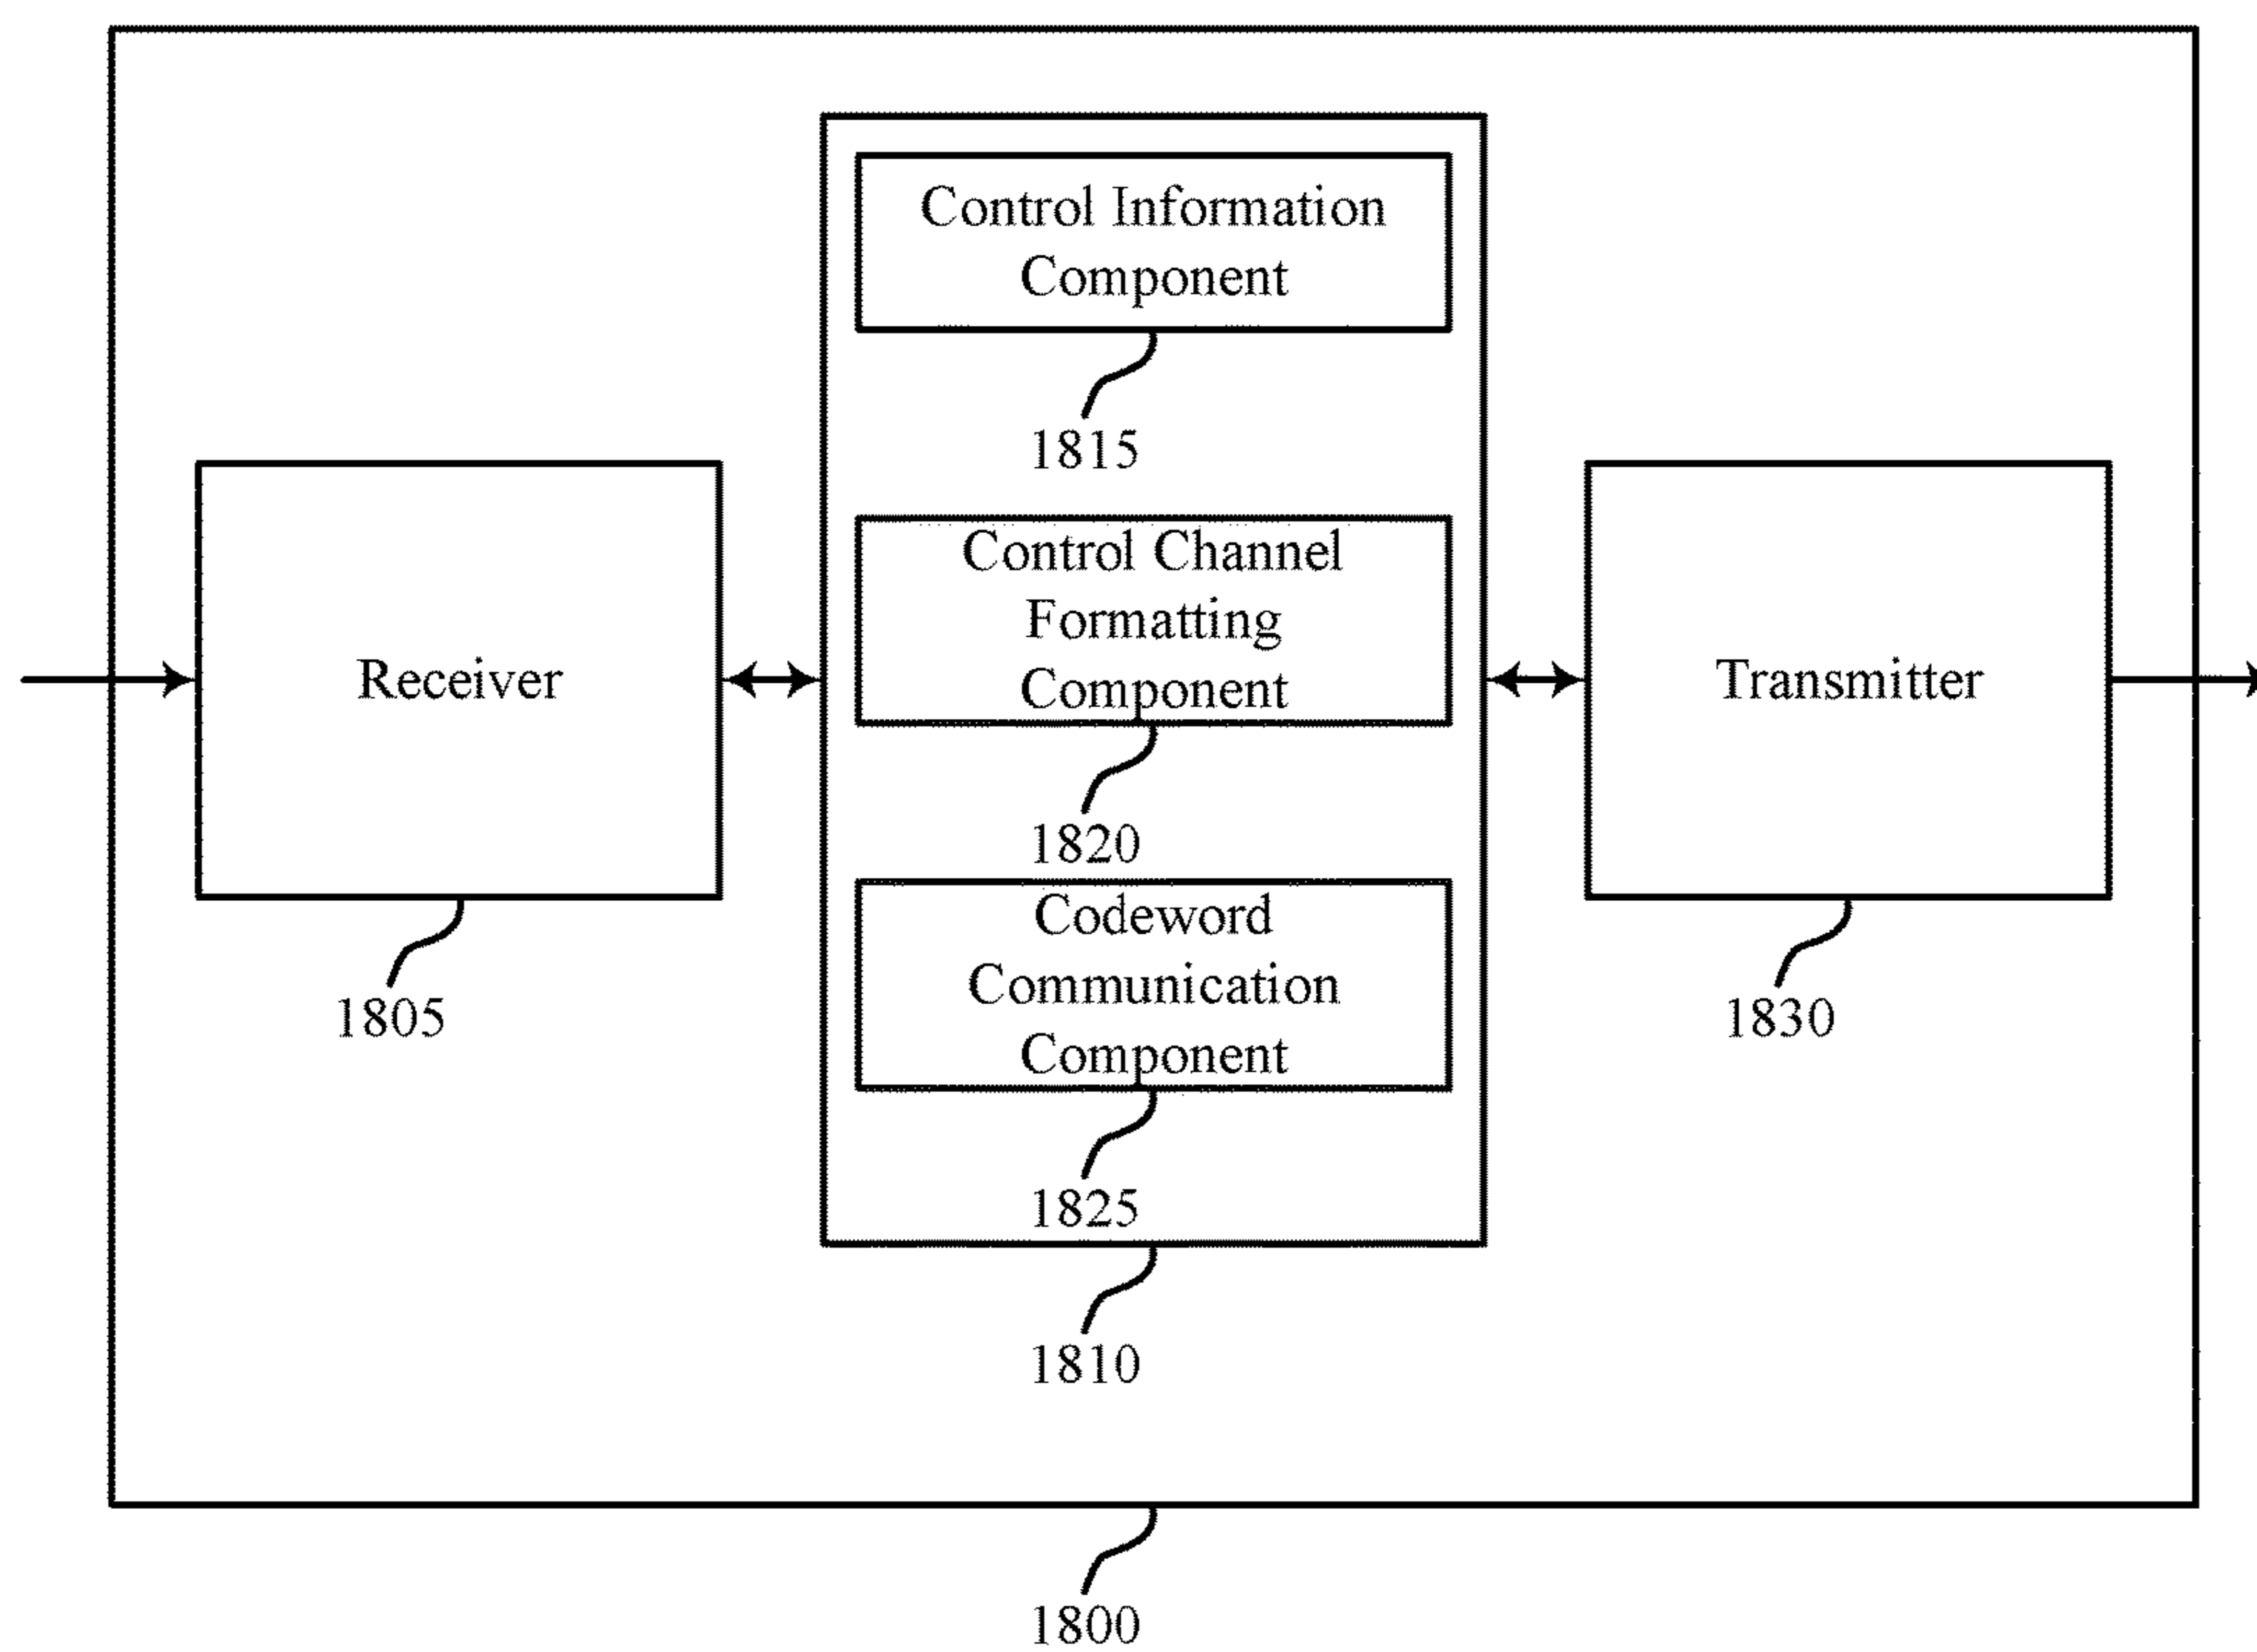 Control Information
Component
1815
Control Channel
Formatting
Component
1820
Codeword
Communication
Component
1825
1810
Receiver
1805
Transmitter
1830
1800